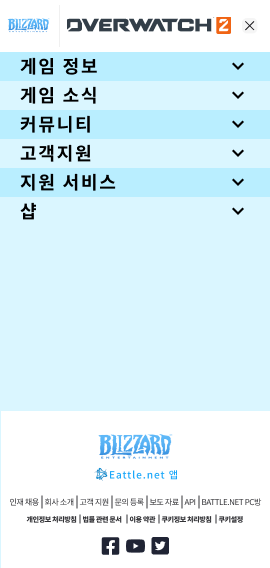 BLIZZARD
ENTERTAINMENT
OVERWATCH 2
게임 정보
게임 소식
커뮤니티
고객지원
지원 서비스
샵
BLIZZARD
ENTERTAINMENT
Eattle.net 앱
인재 채용 | 회사 소개 | 고객 지원 | 문의 등록 | 보도 자료 | API | BATTLE.NET PC방
개인정보 처리방침 | 법률 관련 문서 | 이용 약관 | 쿠키정보 처리방침 | 쿠키설정